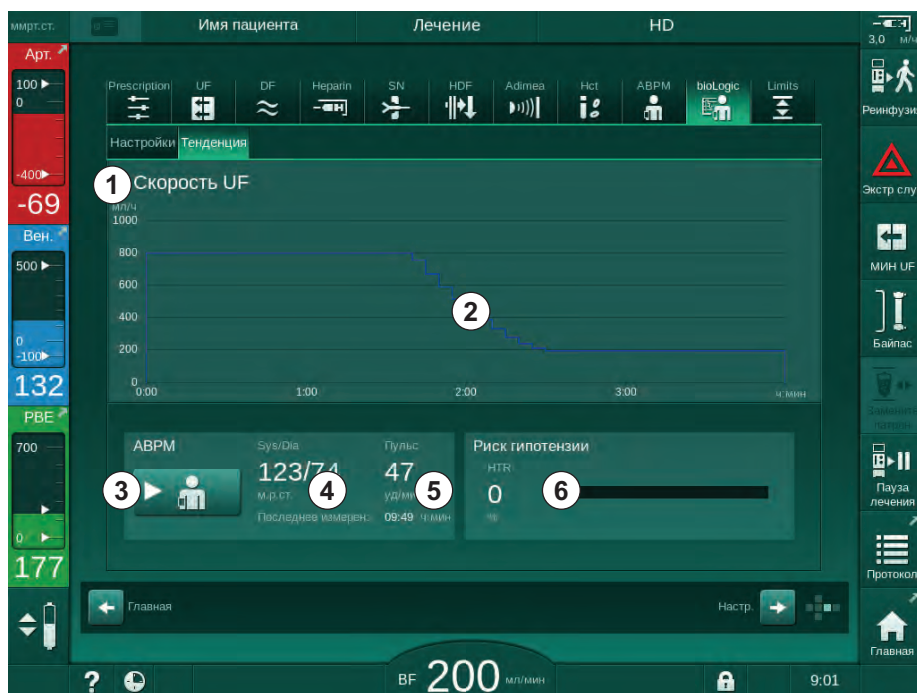 ммрт.ст.
Имя пациента
Лечение
HD
3,0 м/ч
Арт.
100
0
-400
-69
Вен.
500
0
-100
132
PBE
700
0
177
Prescription
UF
DF
Heparin
SN
HDF
Adimea
Hct
ABPM
bioLogic
Limits
Настройки
Тенденция
1
Скорость UF
мл/ч
1000
800
600
400
200
0
2
0:00
1:00
2:00
3:00
ч:мин
ABPM
3
Sys/Dia
123/74
м.р.ст.
4
Пульс
47
уд/ми
5
Последнее измерен:
09:49 ч:мин
Риск гипотензии
HTR
0
%
6
Главная
Настр.
BF 200 мл/мин
?
9:01
Реинфузи
Экстр слу
МИН UF
Байпас
Пауза
лечения
Протокол
Главная